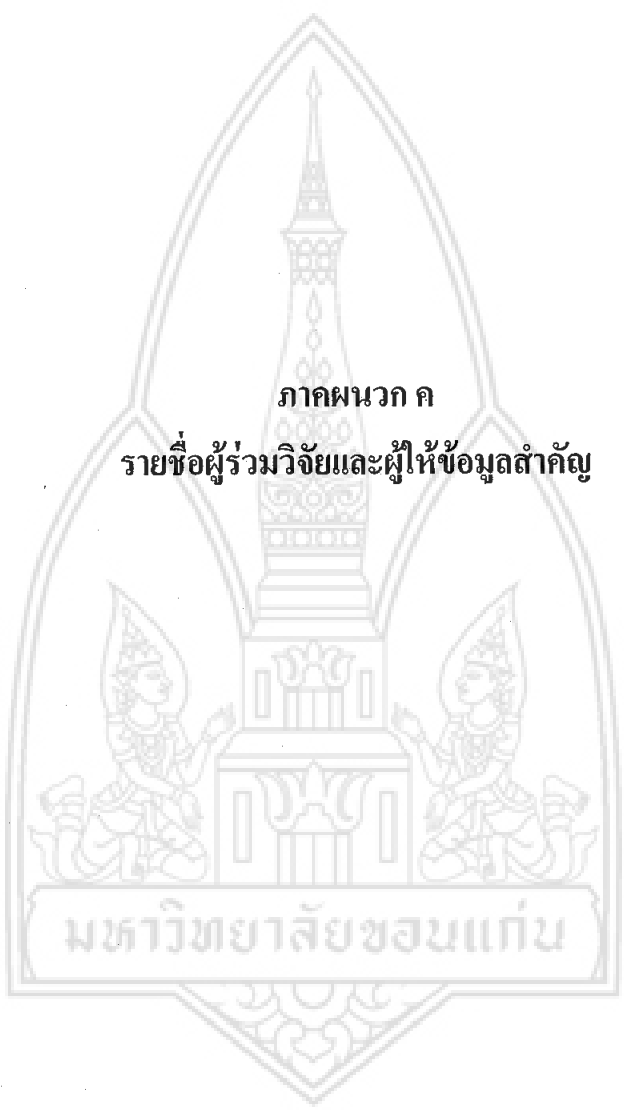 ภาคผนวก ค
รายชื่อผู้ร่วมวิจัยและผู้ให้ข้อมูลสำคัญ
มหาวิทยาลัยขอนแก่น